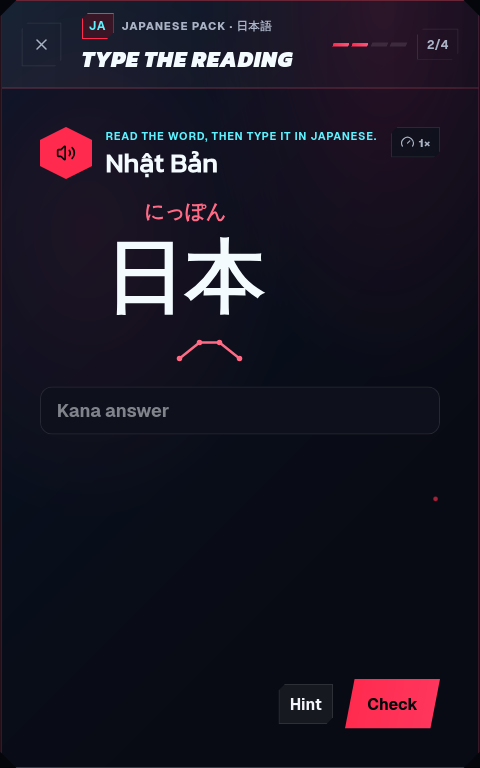 JA JAPANESE PACK · 日本語
TYPE THE READING
2/4
READ THE WORD, THEN TYPE IT IN JAPANESE.
Nhật Bản
1×
にっぽん
日本
Kana answer
Hint
Check